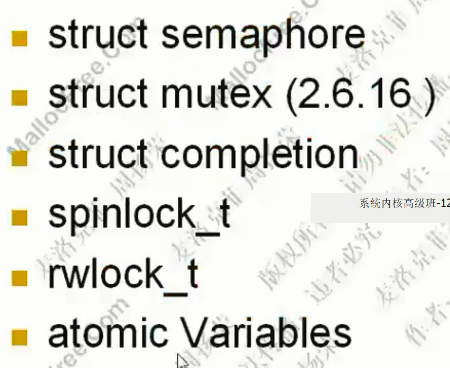 struct semaphore
struct mutex (2.6.16 )
struct completion
系统内核高级班-12
spinlock_t
rwlock_t
atomic Variables